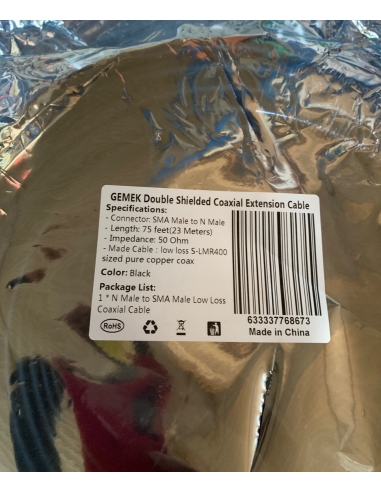 GEMEK Double Shielded Coaxial Extension Cable
Specifications:
- Connector: SMA Male to N Male
- Length: 75 feet(23 Meters)
- Impedance: 50 Ohm
- Made Cable : low loss S-LMR400
sized pure copper coax
Color: Black
Package List:
1 * N Male to SMA Male Low Loss
Coaxial Cable
RoHS
633337768673
Made in China